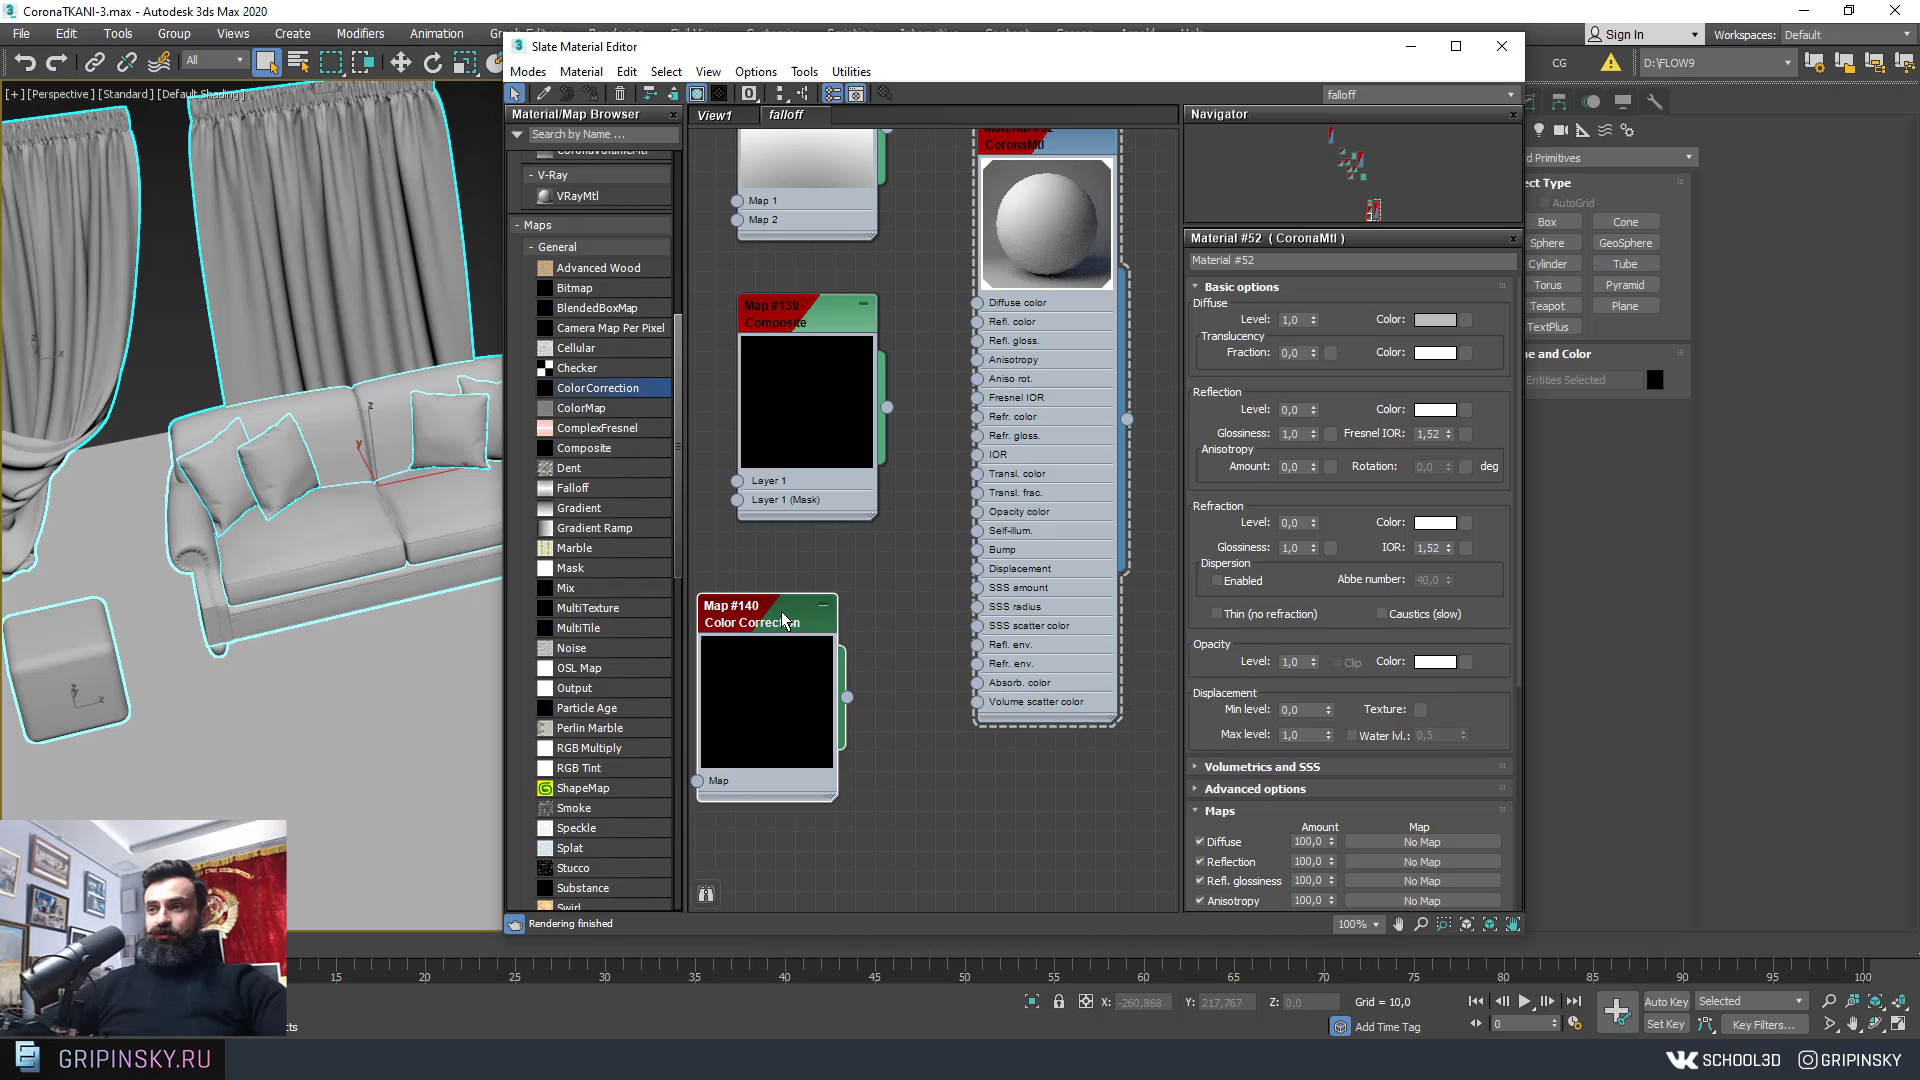 CoronaTKANI-3.max - Autodesk 3ds Max 2020
File Edit Tools Group Views Create Modifiers Animation
Sign In Workspaces: Default
All
CG D:\FLOW9
[+] [Perspective ] [Standard ] [Default Shading]
Slate Material Editor
Modes Material Edit Select View Options Tools Utilities
falloff
Material/Map Browser
Search by Name ...
- V-Ray
VRayMtl
- Maps
- General
Advanced Wood
Bitmap
BlendedBoxMap
Camera Map Per Pixel
Cellular
Checker
ColorCorrection
ColorMap
ComplexFresnel
Composite
Dent
Falloff
Gradient
Gradient Ramp
Marble
Mask
Mix
MultiTexture
MultiTile
Noise
OSL Map
Output
Particle Age
Perlin Marble
RGB Multiply
RGB Tint
ShapeMap
Smoke
Speckle
Splat
Stucco
Substance
Swirl
Rendering finished
View1 falloff
Map 1
Map 2
Map #139
Composite
Layer 1
Layer 1 (Mask)
Map #140
Color Correction
Map
Material #52
CoronaMtl
Diffuse color
Refl. color
Refl. gloss.
Anisotropy
Aniso rot.
Fresnel IOR
Refr. color
Refr. gloss.
IOR
Transl. color
Transl. frac.
Opacity color
Self-illum.
Bump
Displacement
SSS amount
SSS radius
SSS scatter color
Refl. env.
Refr. env.
Absorb. color
Volume scatter color
Navigator
Material #52 ( CoronaMtl )
Material #52
Basic options
Diffuse
Level: 1,0 Color:
Translucency
Fraction: 0,0 Color:
Reflection
Level: 0,0 Color:
Glossiness: 1,0 Fresnel IOR: 1,52
Anisotropy
Amount: 0,0 Rotation: 0,0 deg
Refraction
Level: 0,0 Color:
Glossiness: 1,0 IOR: 1,52
Dispersion
Enabled Abbe number: 40,0
Thin (no refraction) Caustics (slow)
Opacity
Level: 1,0 Clip Color:
Displacement
Min level: 0,0 Texture:
Max level: 1,0 Water lvl.: 0,5
Volumetrics and SSS
Advanced options
Maps
Amount Map
Diffuse 100,0 No Map
Reflection 100,0 No Map
Refl. glossiness 100,0 No Map
Anisotropy 100,0 No Map
100%
d Primitives
ect Type
AutoGrid
Box Cone
Sphere GeoSphere
Cylinder Tube
Torus Pyramid
Teapot Plane
TextPlus
ne and Color
Entities Selected
15 20 25 30 35 40 45 50 55 60 65 70 75 80 85 90 95 100
X: -260,868 Y: 217,767 Z: 0,0 Grid = 10,0
Add Time Tag
0
Auto Key Selected
Set Key Key Filters...
cts
GRIPINSKY.RU
SCHOOL3D GRIPINSKY